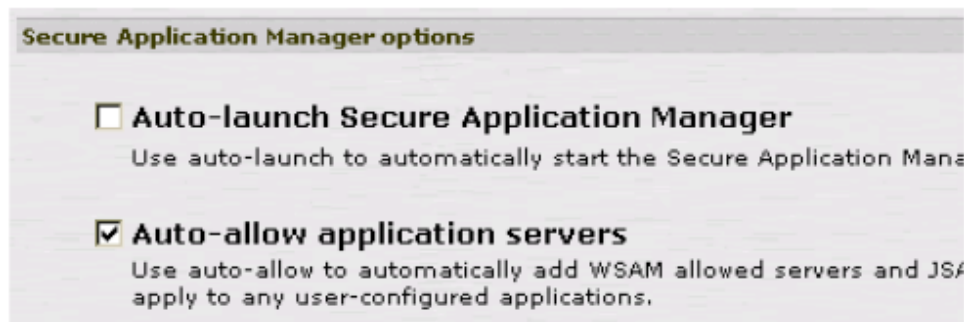 Secure Application Manager options
Auto-launch Secure Application Manager
Use auto-launch to automatically start the Secure Application Mana
Auto-allow application servers
Use auto-allow to automatically add WSAM allowed servers and JSA
apply to any user-configured applications.